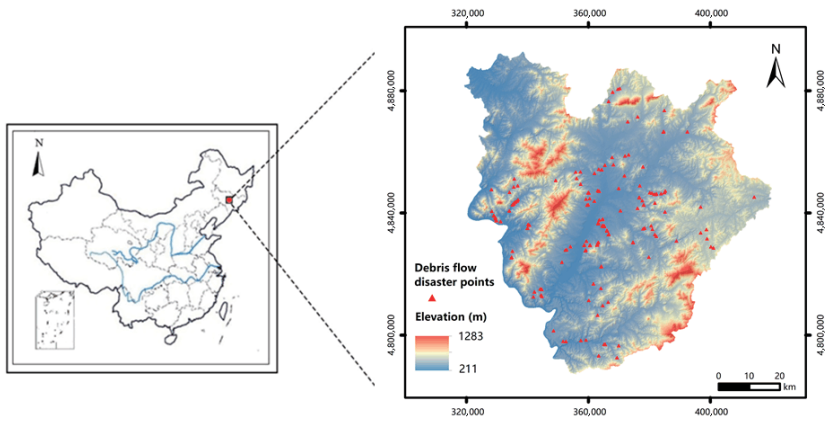 320,000 360,000 400,000
N
4,880,000 4,880,000
N
4,840,000 4,840,000
Debris flow
disaster points
Elevation (m)
1283
211
4,800,000 4,800,000
0 10 20
km
320,000 360,000 400,000